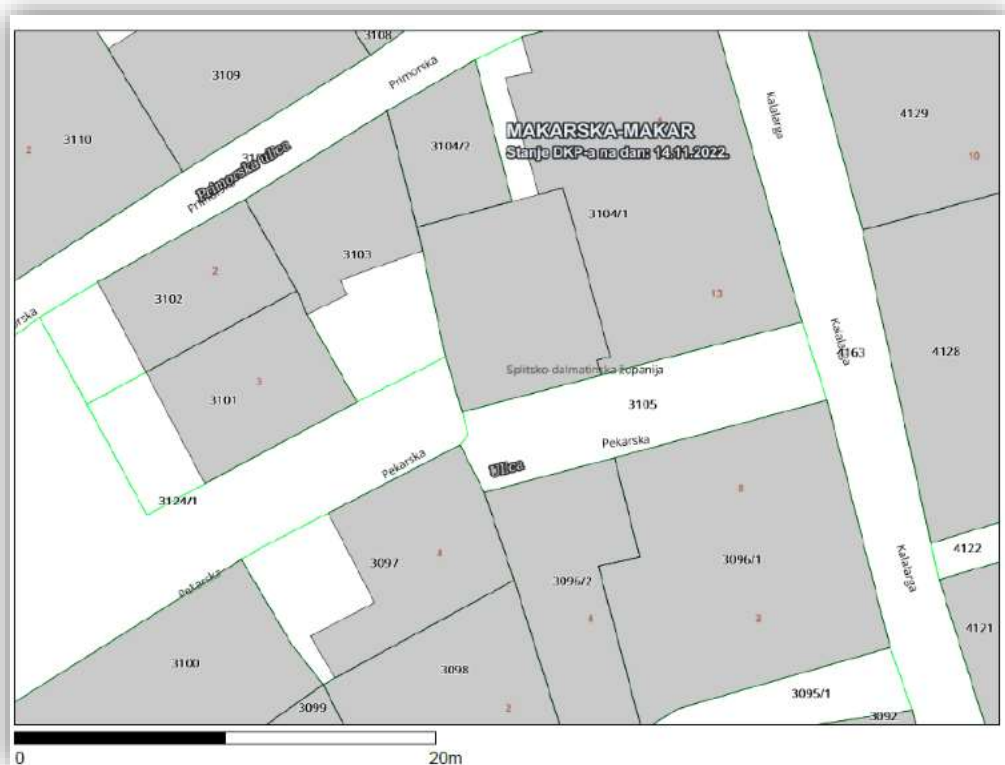 3108
3109
Primorska
3110
2
Primorska ulica
MAKARSKA-MAKAR
Stanje DKP-a na dan: 14.11.2022.
Kalalarga
4129
10
3104/2
3104/1
3103
2
3102
13
Kalalarga
4163
4128
3
3101
Splitsko-dalmatinska županija
3105
Pekarska
Pekarska
Ulica
3124/1
8
4
3097
3096/1
Kalalarga
4122
Pekarska
3096/2
4
3
4121
3100
3098
3095/1
3099
2
3092
0
20m